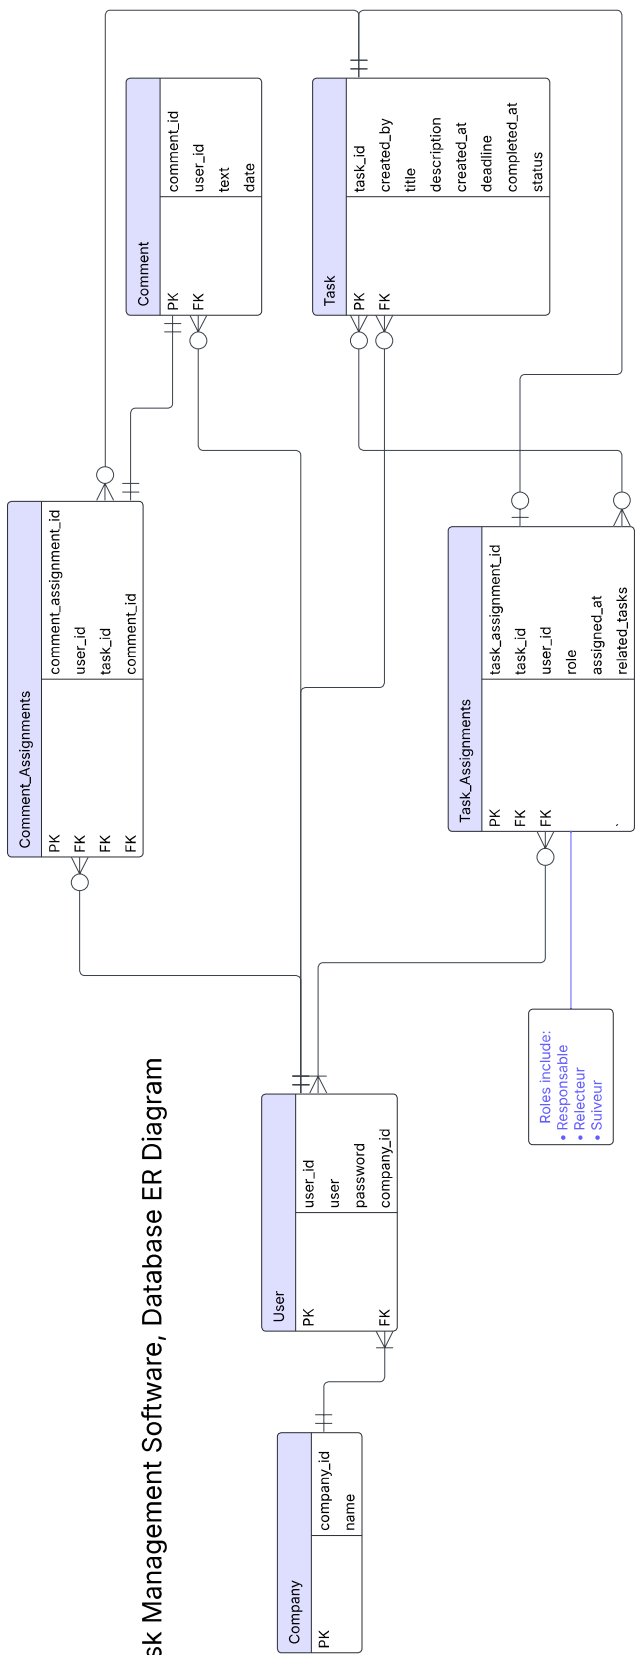 sk Management Software, Database ER Diagram
Company
PK company_id
name
User
PK user_id
user
password
FK company_id
Comment_Assignments
PK comment_assignment_id
FK user_id
FK task_id
FK comment_id
Comment
PK comment_id
FK user_id
text
date
Task
PK task_id
FK created_by
title
description
created_at
deadline
completed_at
status
Task_Assignments
PK task_assignment_id
FK task_id
FK user_id
role
assigned_at
` related_tasks
Roles include:
• Responsable
• Relecteur
• Suiveur